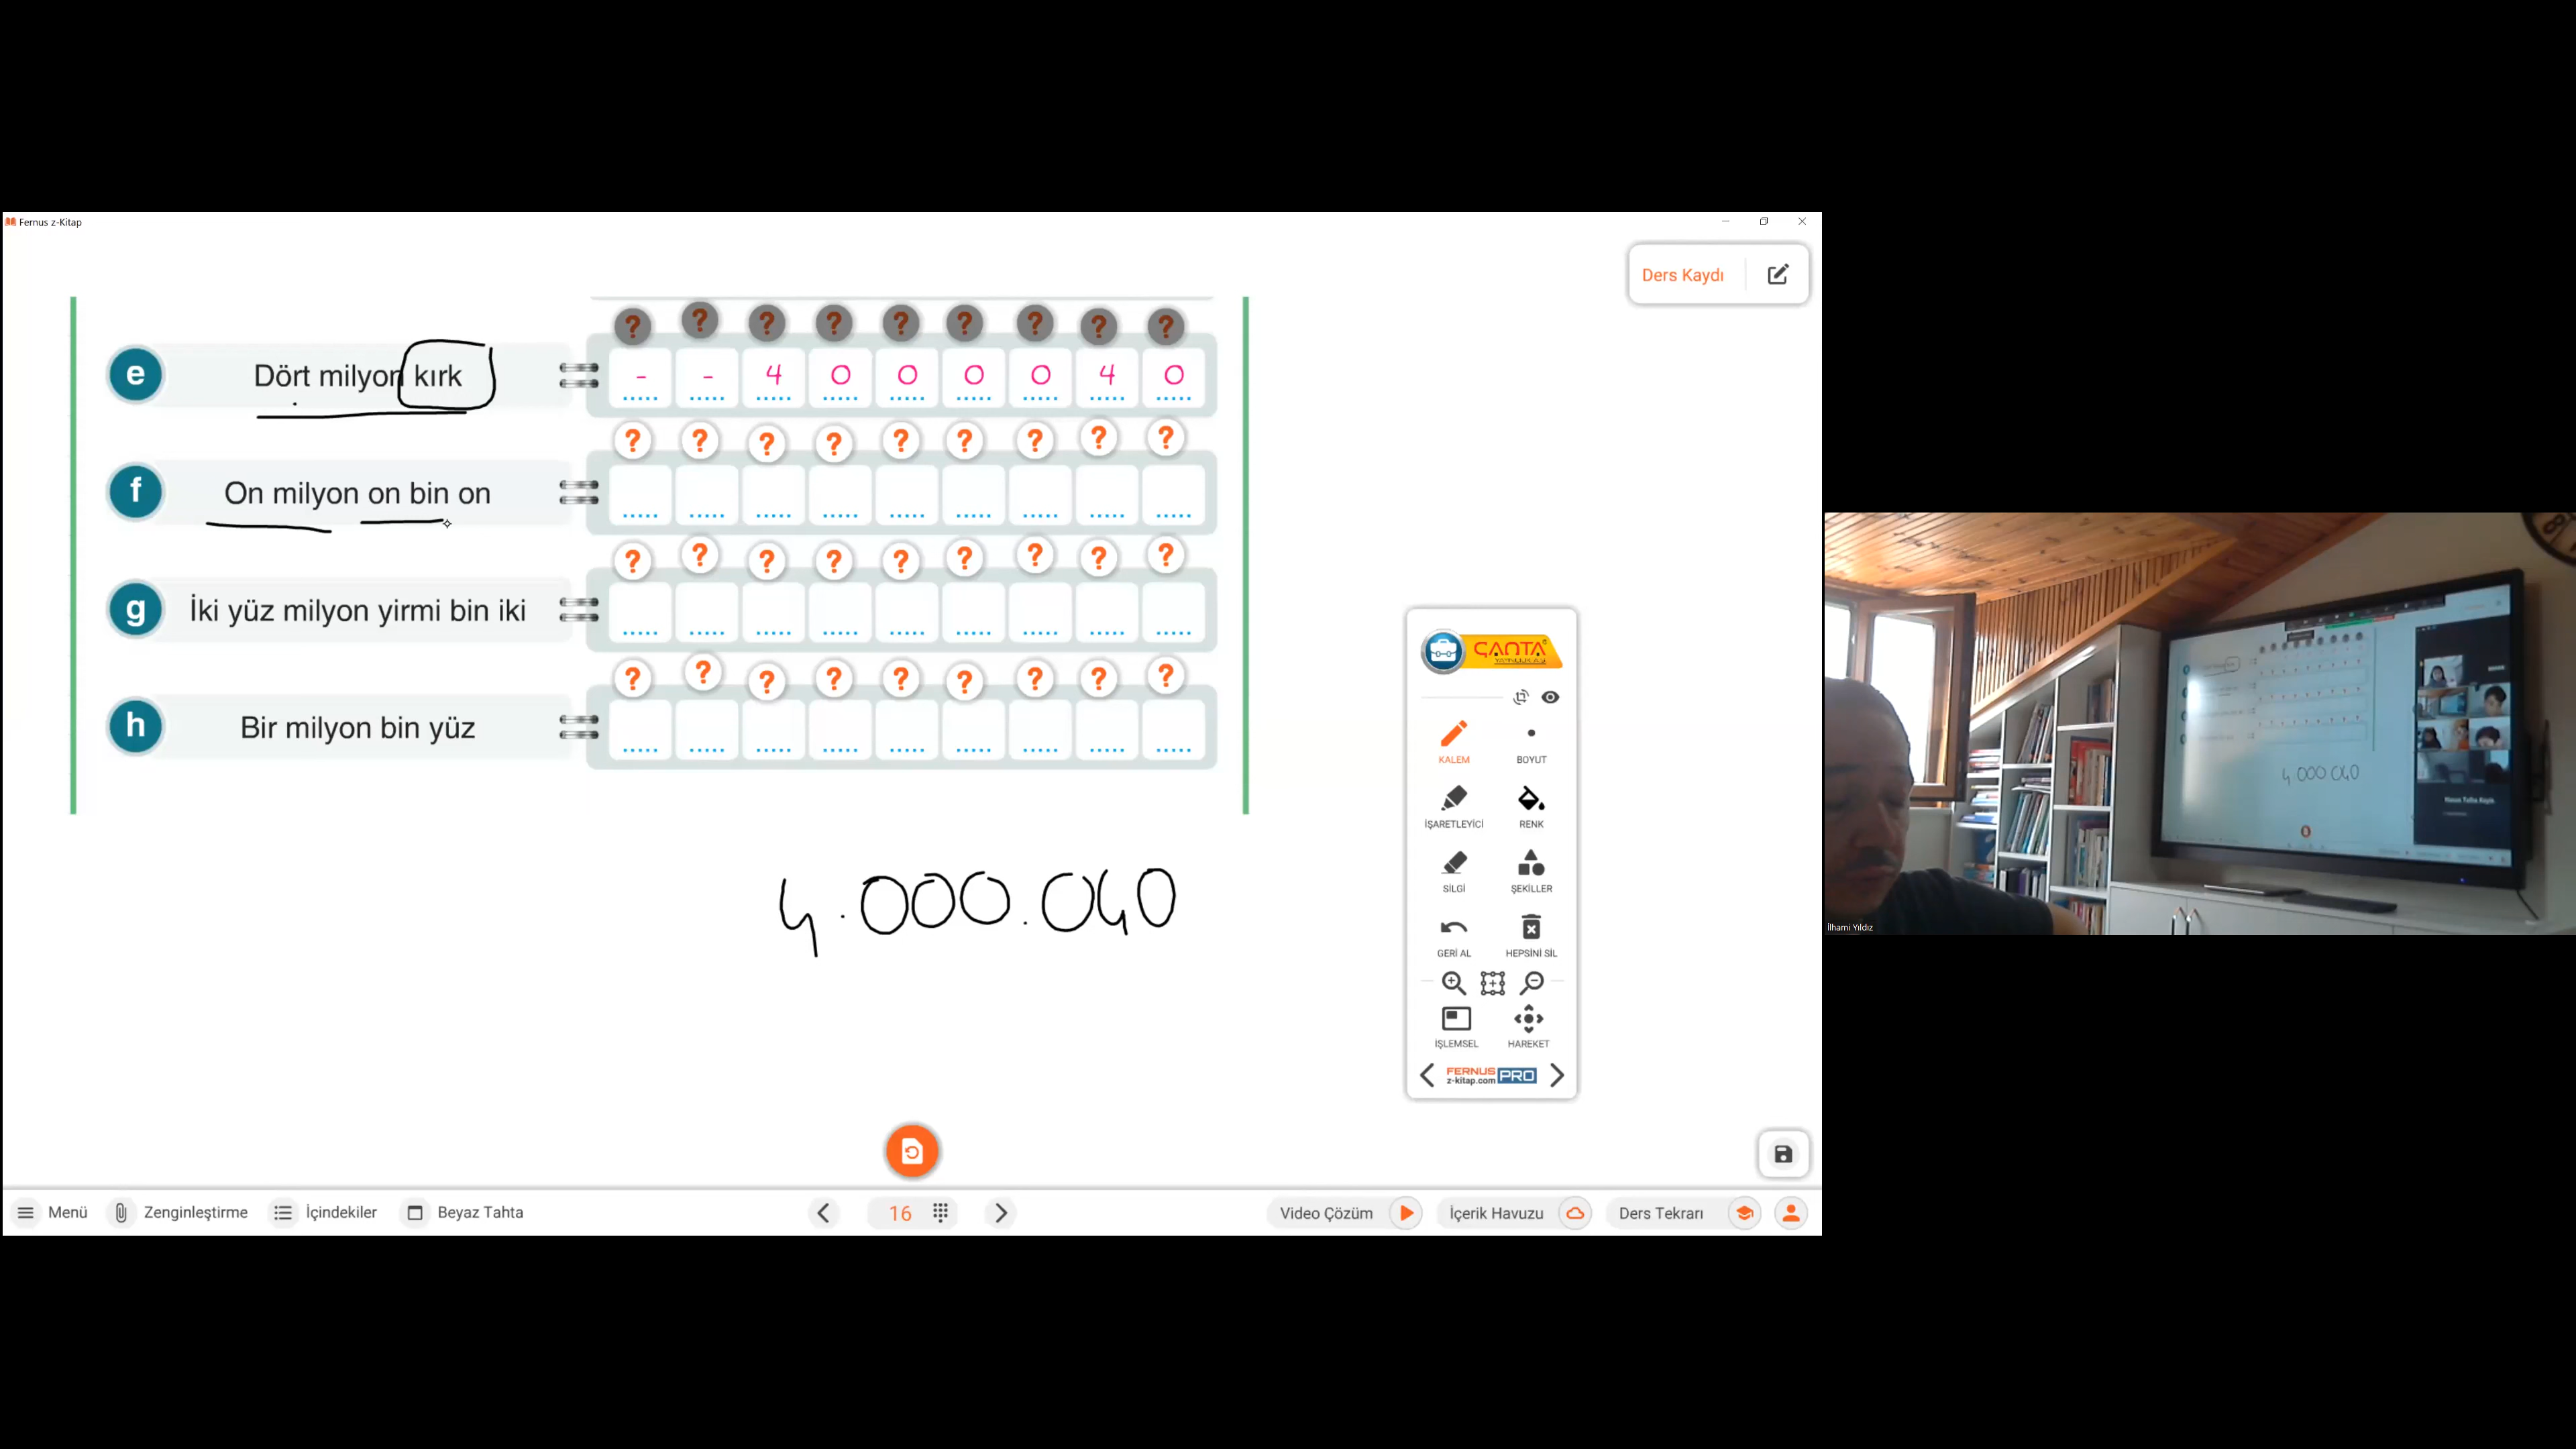 Fernus z-Kitap
Ders Kaydı
? ? ? ? ? ? ? ? ?
e Dört milyon kırk - - 4 0 0 0 0 4 0
? ? ? ? ? ? ? ? ?
f On milyon on bin on
? ? ? ? ? ? ? ? ?
g İki yüz milyon yirmi bin iki
? ? ? ? ? ? ? ? ?
h Bir milyon bin yüz
4.000.040
ÇANTA
KALEM BOYUT
İŞARETLEYİCİ RENK
SİLGİ ŞEKİLLER
GERİ AL HEPSİNİ SİL
İŞLEMSEL HAREKET
FERNUS PRO
z-kitap.com
4.000.040
İlhami Yıldız
Menü Zenginleştirme İçindekiler Beyaz Tahta 16 Video Çözüm İçerik Havuzu Ders Tekrarı